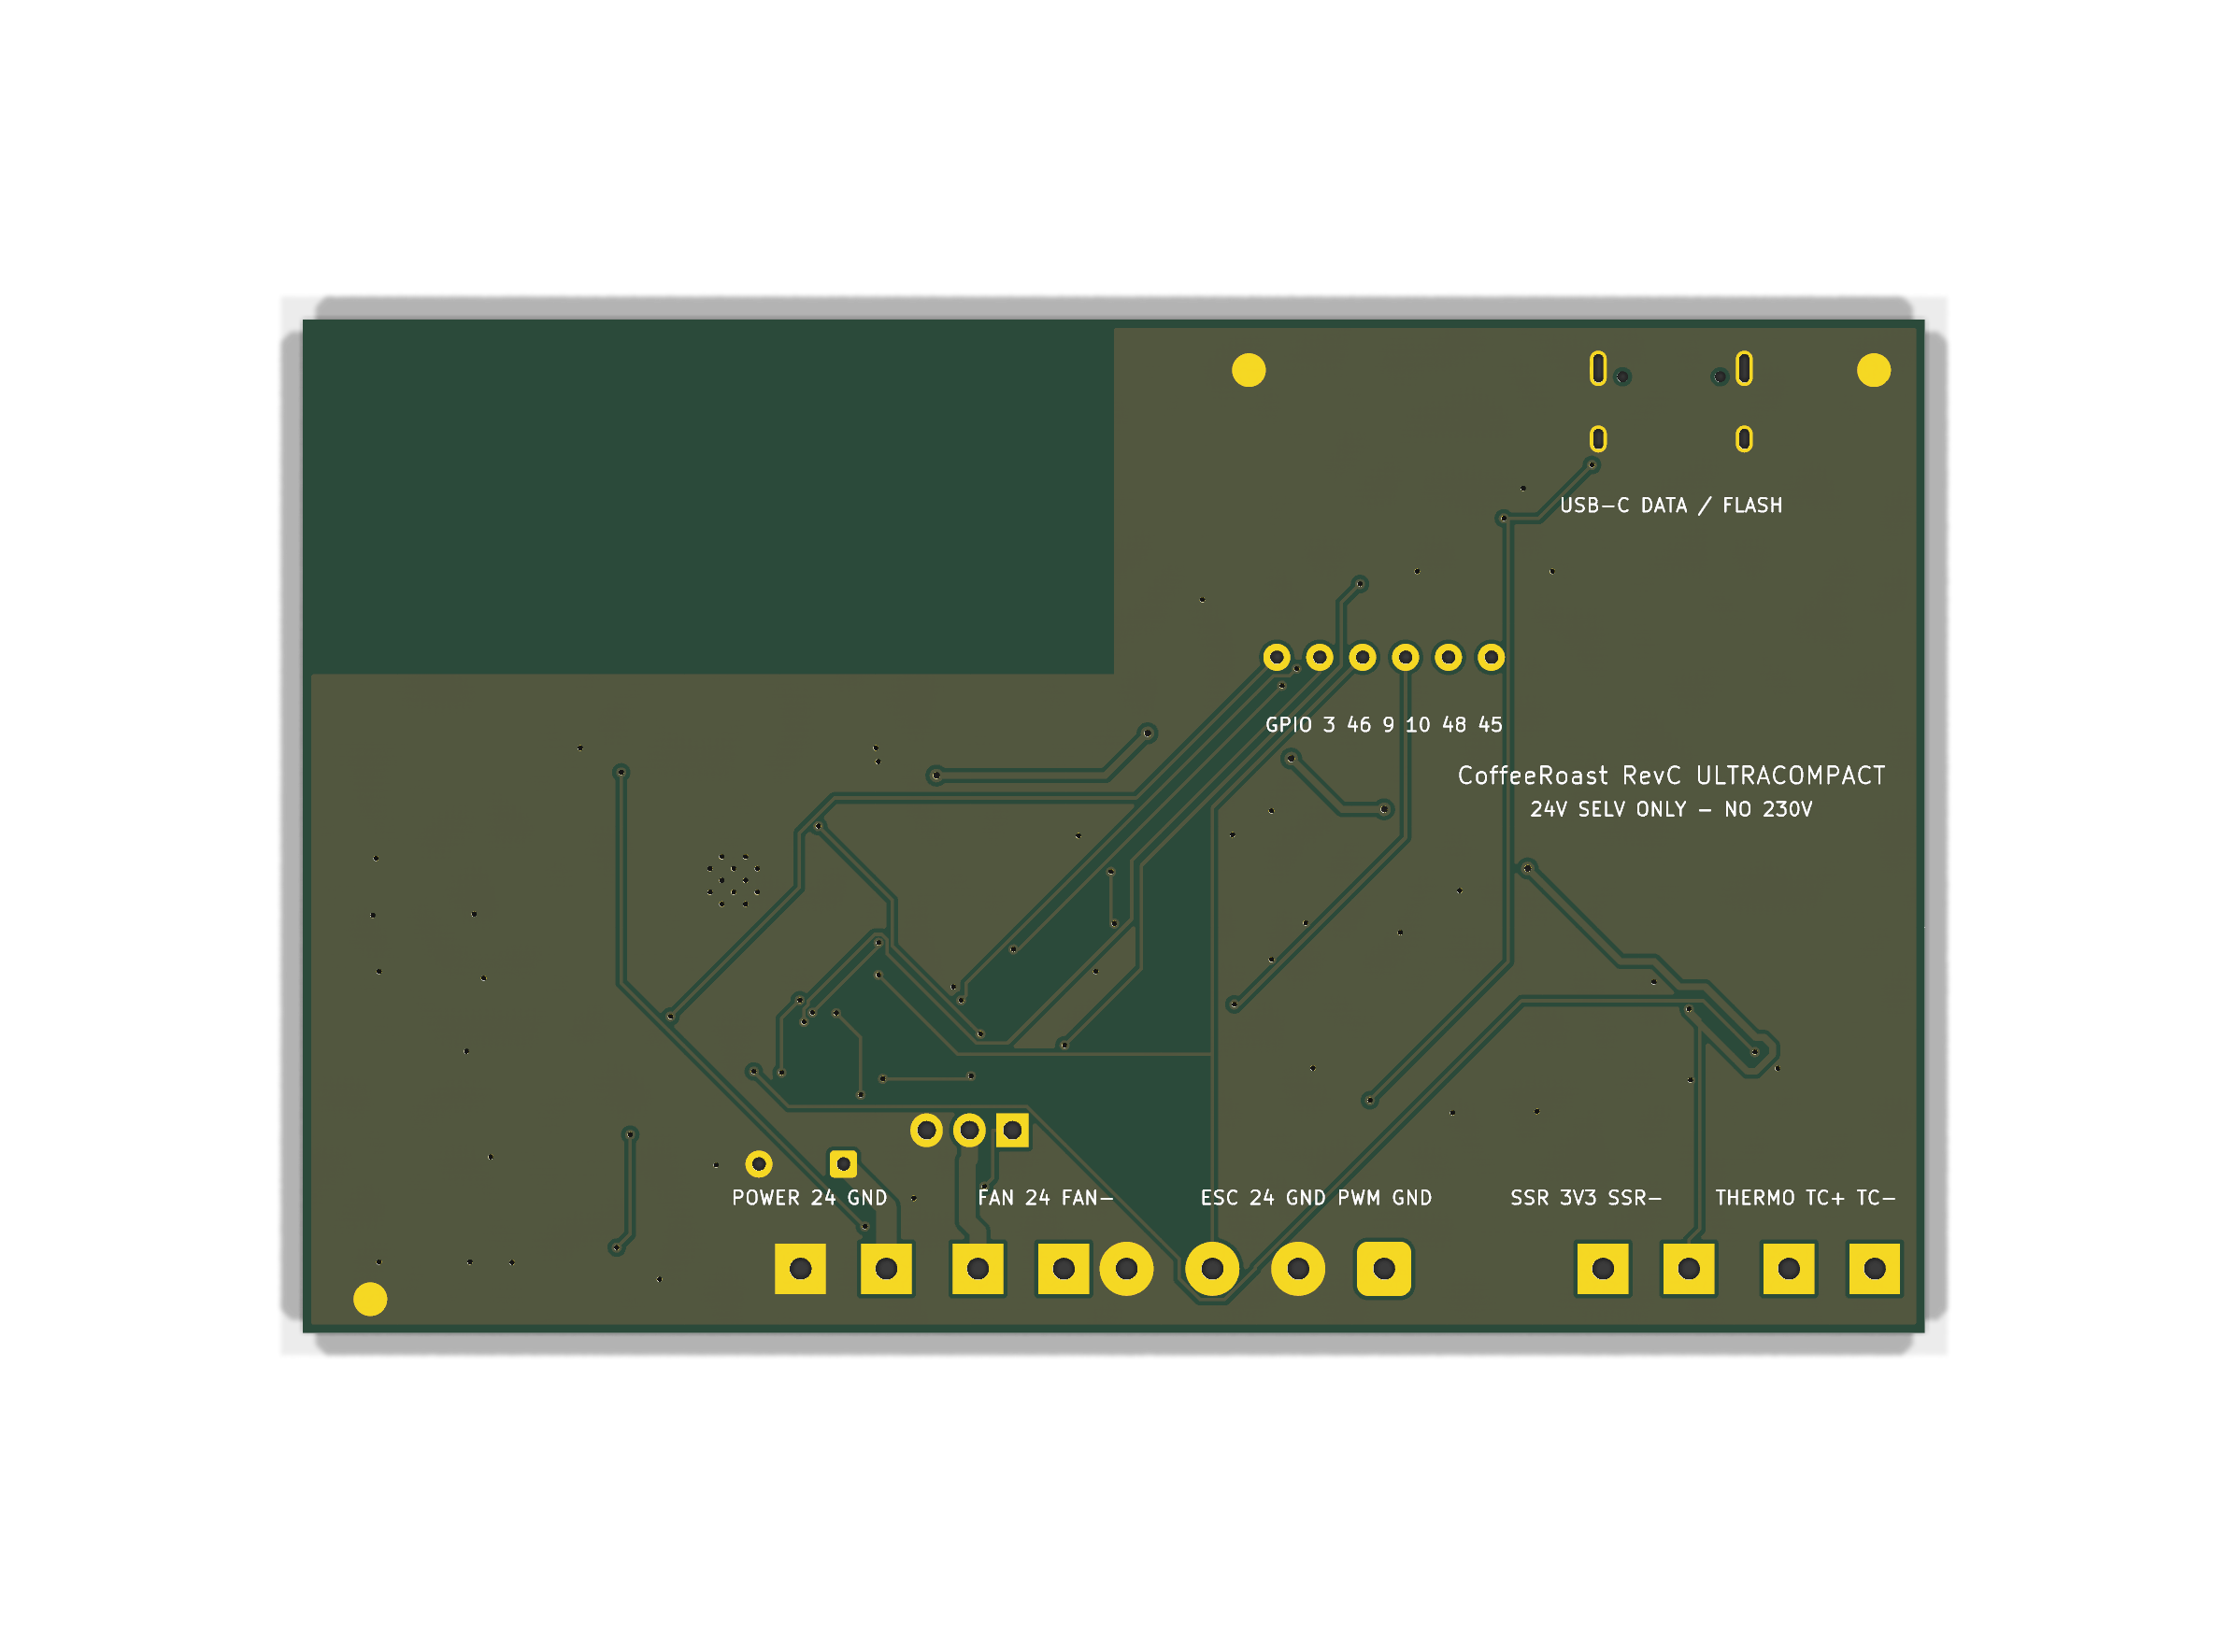 USB-C DATA / FLASH
GPIO 3 46 9 10 48 45
CoffeeRoast RevC ULTRACOMPACT
24V SELV ONLY - NO 230V
POWER 24 GND
FAN 24 FAN-
ESC 24 GND PWM GND
SSR 3V3 SSR-
THERMO TC+ TC-